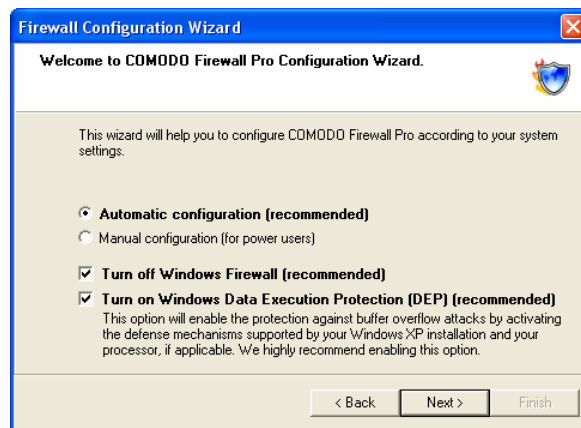 Firewall Configuration Wizard
Welcome to COMODO Firewall Pro Configuration Wizard.
This wizard will help you to configure COMODO Firewall Pro according to your system
settings.
Automatic configuration (recommended)
Manual configuration (for power users)
Turn off Windows Firewall (recommended)
Turn on Windows Data Execution Protection (DEP) (recommended)
This option will enable the protection against buffer overflow attacks by activating
the defense mechanisms supported by your Windows XP installation and your
processor, if applicable. We highly recommend enabling this option.
< Back
Next >
Finish